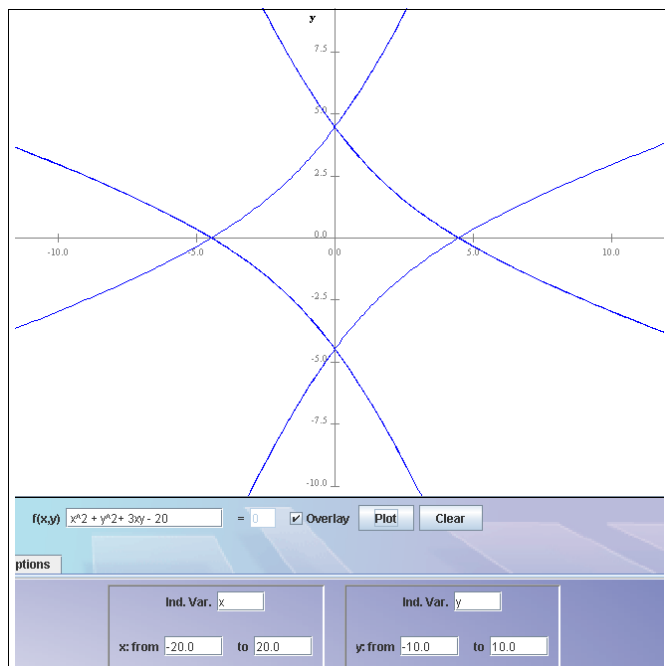 y
7.5
5.0
2.5
-10.0 -5.0 0.0 5.0 10.0
-2.5
-5.0
-7.5
-10.0
f(x,y) x^2 + y^2+ 3xy - 20 = 0 Overlay Plot Clear
ptions
Ind. Var. x Ind. Var. y
x: from -20.0 to 20.0 y: from -10.0 to 10.0